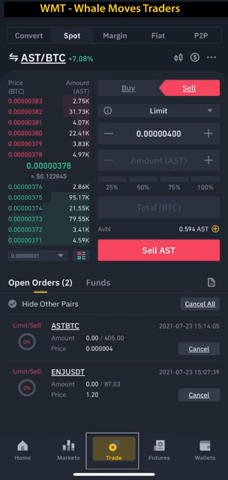 WMT - Whale Moves Traders
Convert Spot Margin Fiat P2P
AST/BTC +7.08%
Price Amount
(BTC) (AST)
0.00000383 2.75K
0.00000382 31.73K
0.00000381 4.07K
0.00000380 22.41K
0.00000379 3.83K
0.00000378 4.97K
0.00000378
≈ $0.122845
0.00000376 2.86K
0.00000375 95.17K
0.00000374 21.55K
0.00000373 79.55K
0.00000372 3.41K
0.00000371 4.59K
0.00000001
Buy Sell
Limit
0.00000400
Amount (AST)
25% 50% 75% 100%
Total (BTC)
Avbl 0.594 AST
Sell AST
Open Orders (2) Funds
Hide Other Pairs Cancel All
Limit/Sell ASTBTC 2021-07-23 15:14:05
0% Amount 0.00 / 405.00
Price 0.000004 Cancel
Limit/Sell ENJUSDT 2021-07-23 15:07:39
0% Amount 0.00 / 87.03
Price 1.20 Cancel
Home Markets Trade Futures Wallets